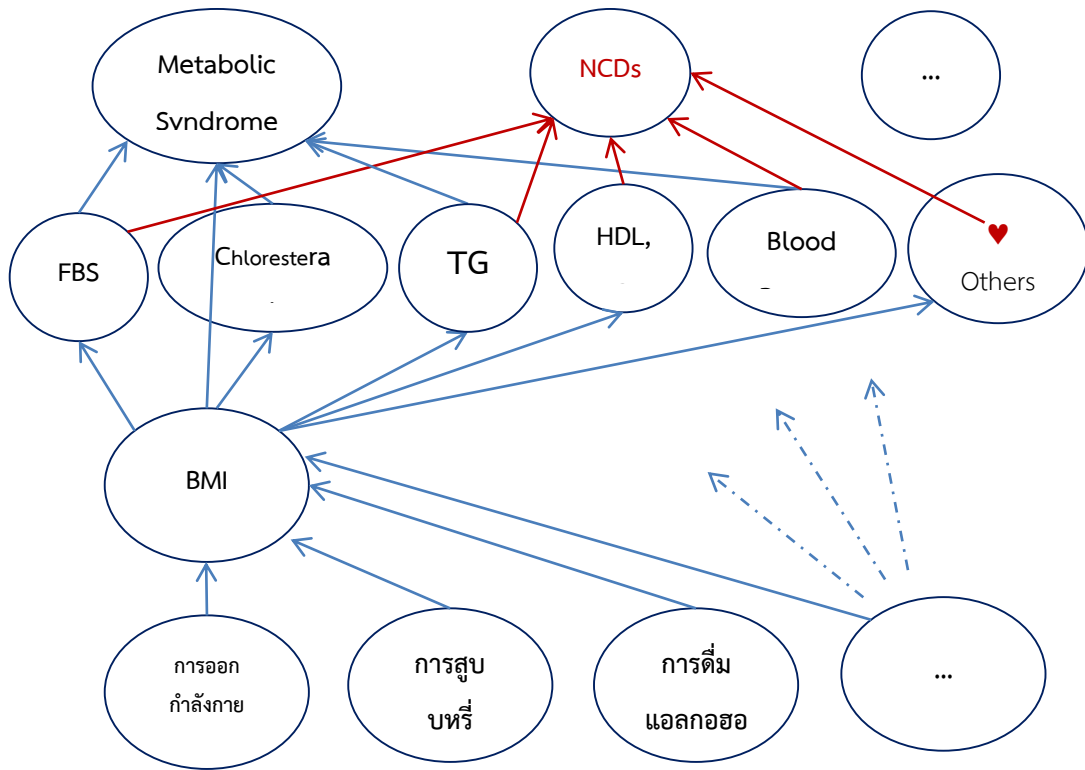 Metabolic
Svndrome
NCDs
...
FBS
Chlorestera
TG
HDL,
Blood
♥
Others
BMI
การออก
กำลังกาย
การสูบ
บหรี่
การดื่ม
แอลกอฮอ
...